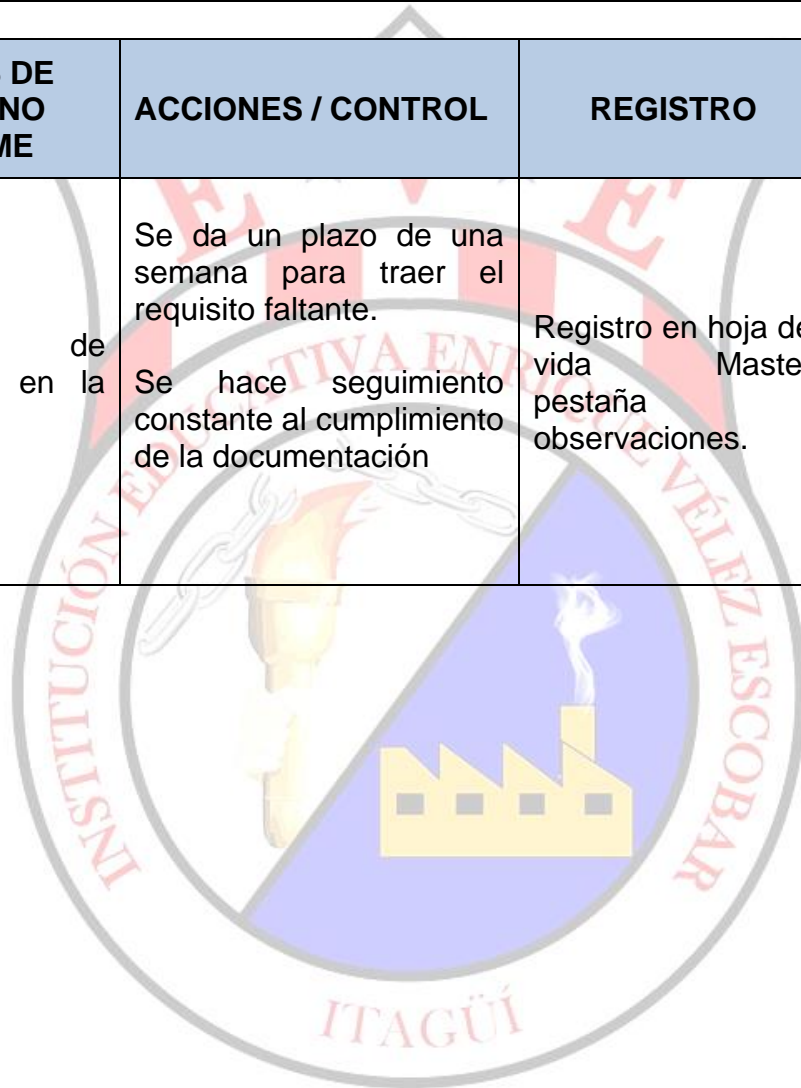 DE
NO
ME
ACCIONES / CONTROL
REGISTRO
de
en la
Se da un plazo de una
semana para traer el
requisito faltante.
Se hace seguimiento
constante al cumplimiento
de la documentación
Registro en hoja de
vida Maste
pestaña
observaciones.
E V E
INSTITUCIÓN EDUCATIVA ENRIQUE VÉLEZ ESCOBAR
ITAGÜÍ